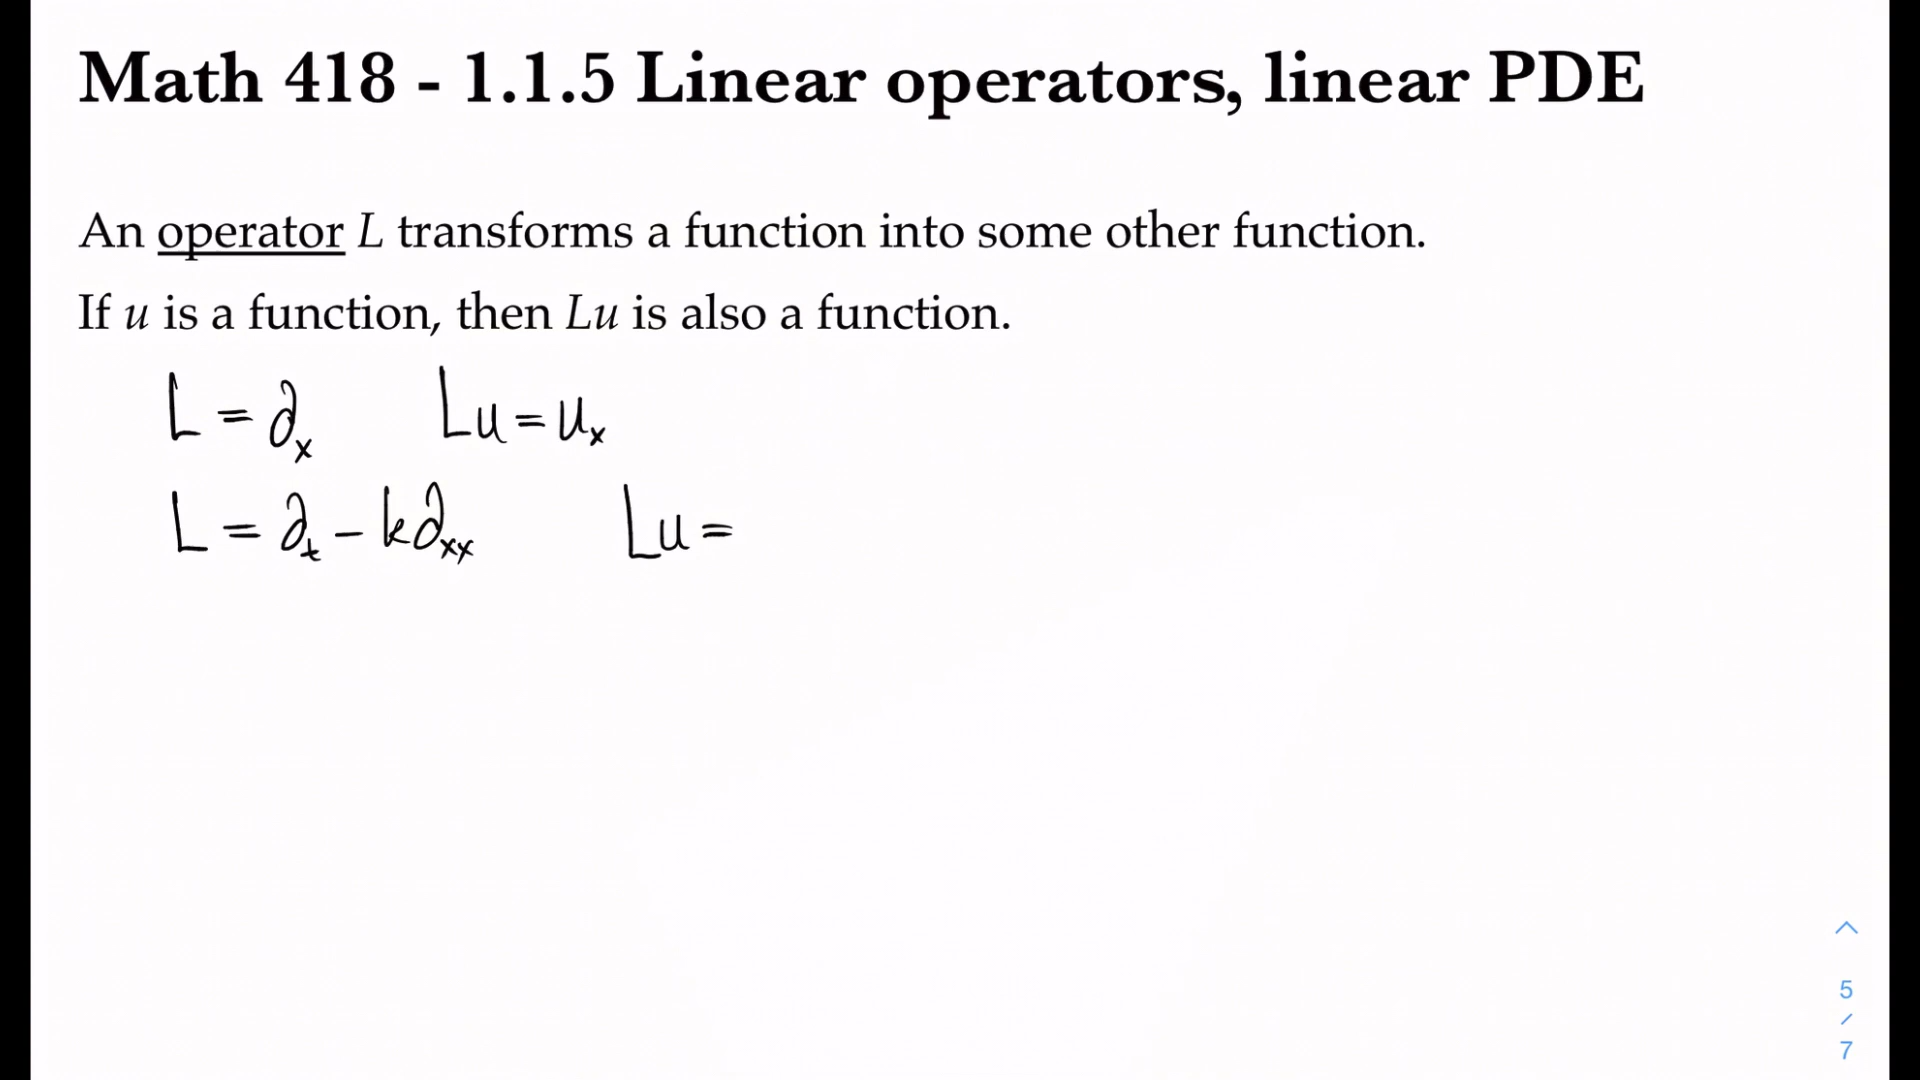 Math 418 - 1.1.5 Linear operators, linear PDE
An operator L transforms a function into some other function.
If u is a function, then Lu is also a function.
L = ∂ₓ Lu = uₓ
L = ∂ₜ - k∂ₓₓ Lu =
5
/
7